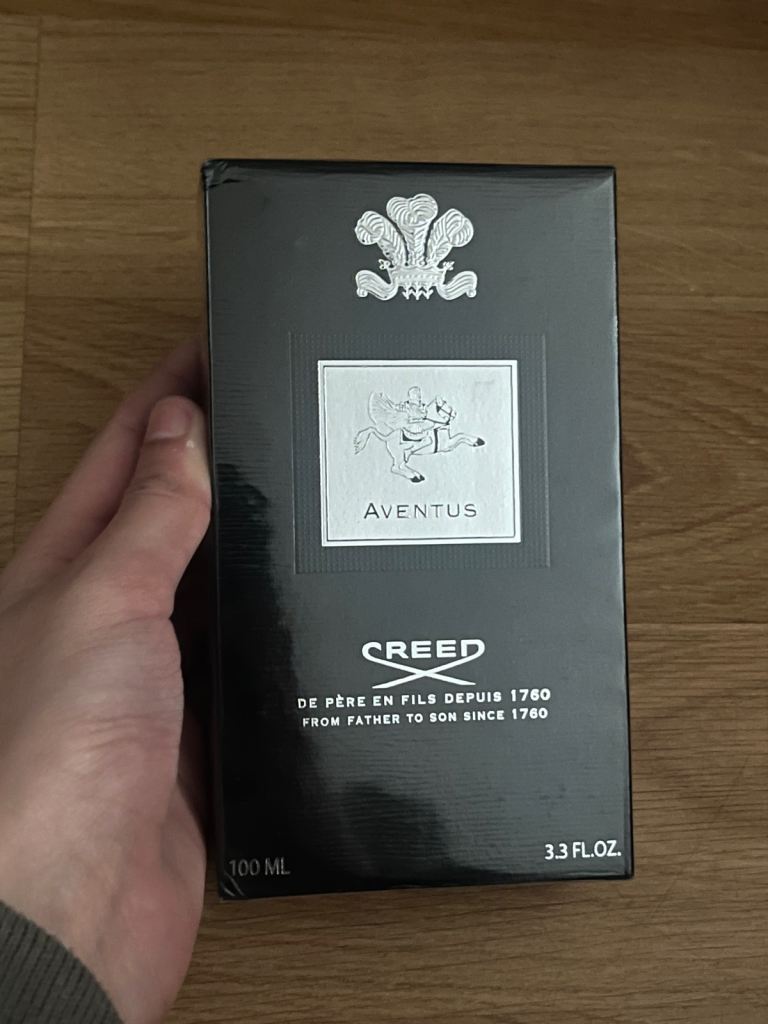 AVENTUS
CREED
DE PÈRE EN FILS DEPUIS 1760
FROM FATHER TO SON SINCE 1760
100 ML
3.3 FL.OZ.